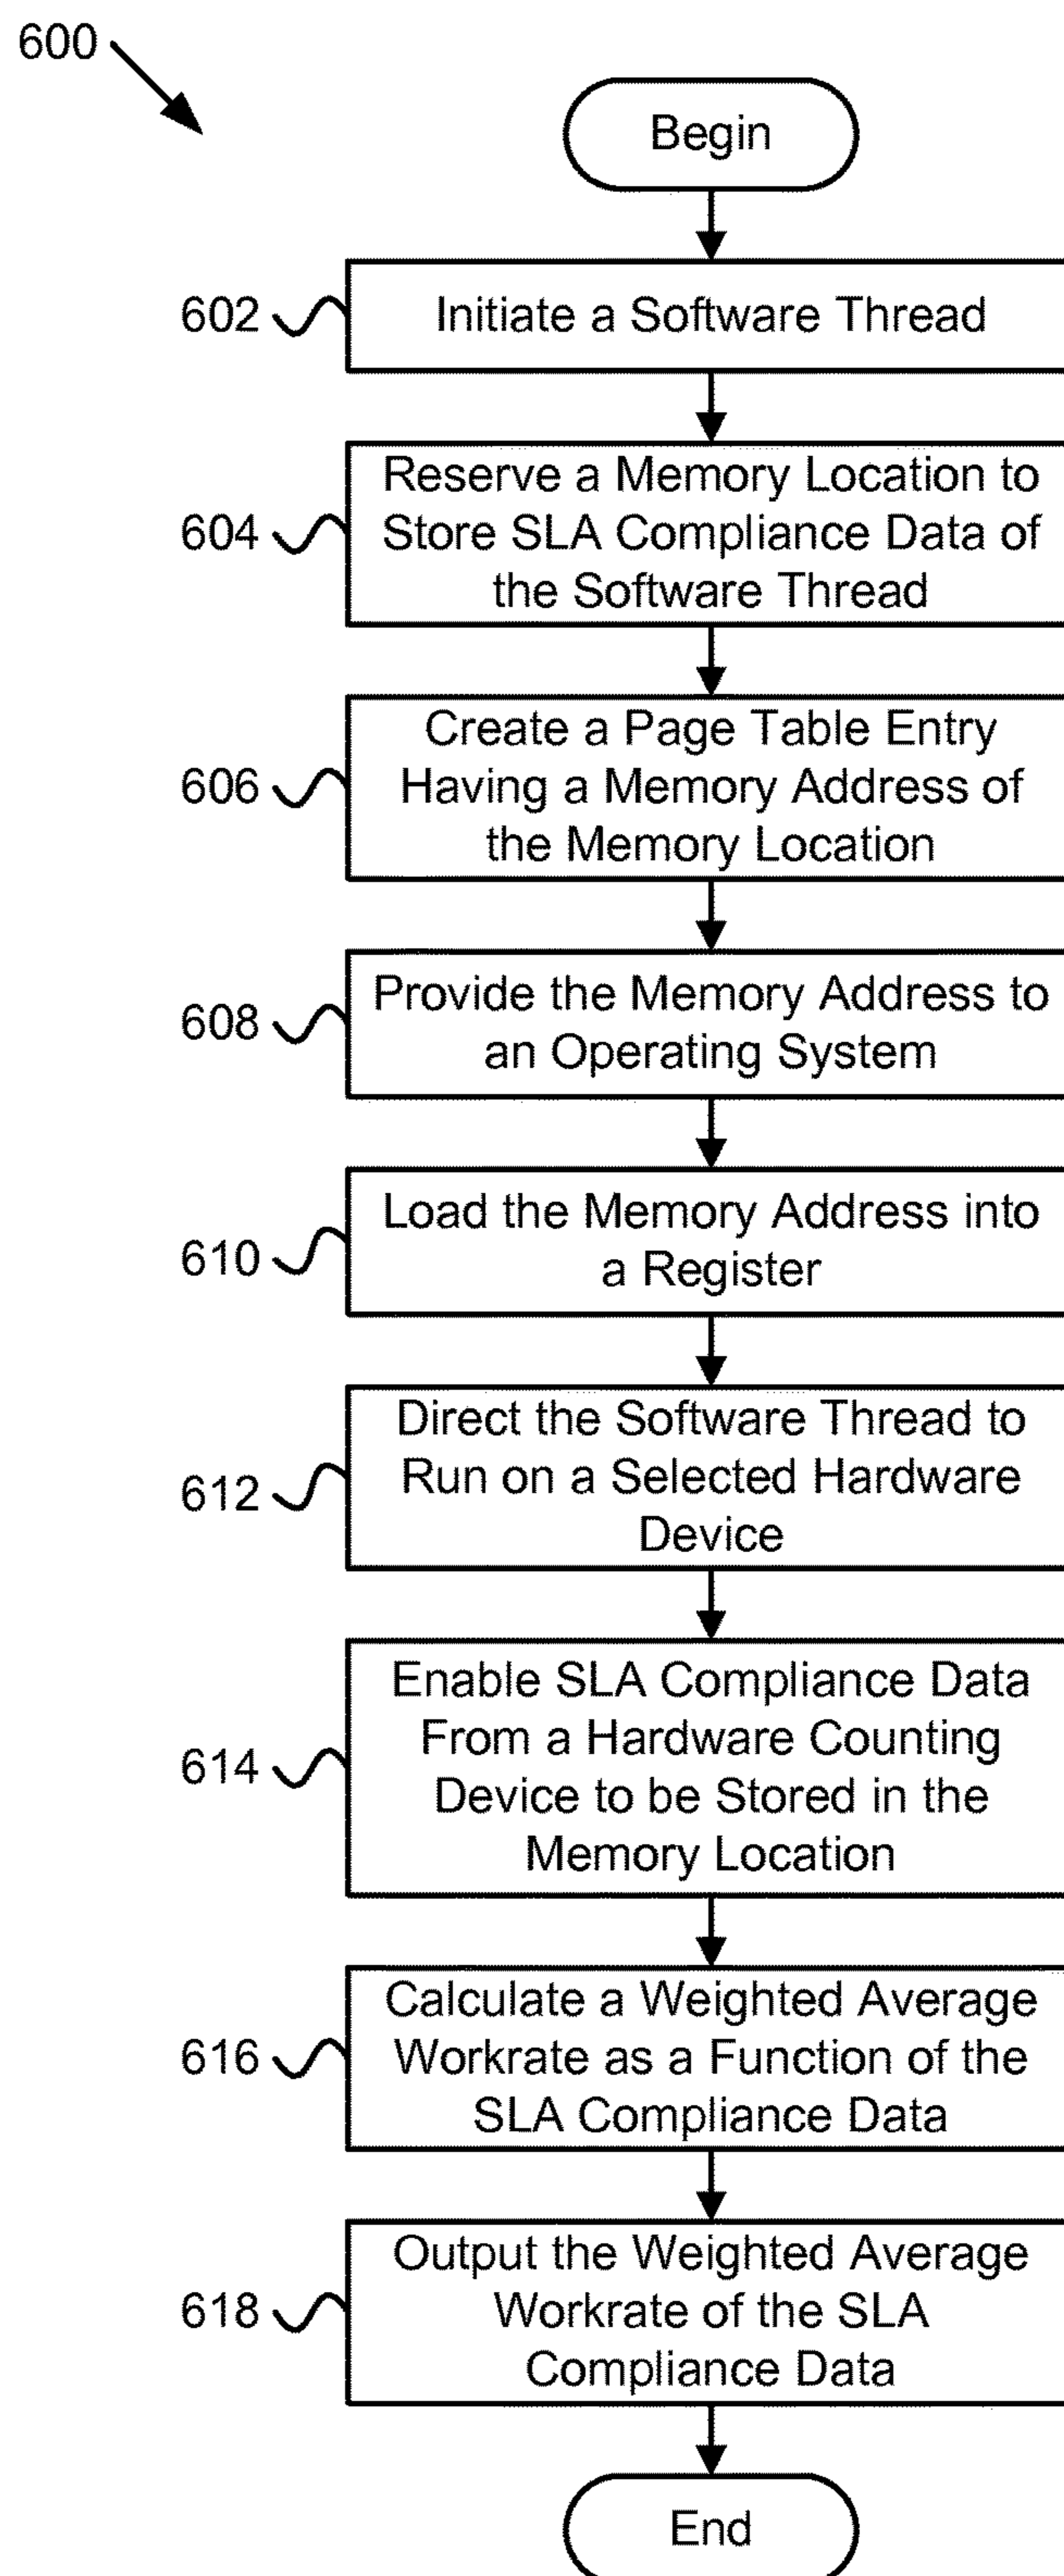 600
Begin
602
Initiate a Software Thread
604
Reserve a Memory Location to
Store SLA Compliance Data of
the Software Thread
606
Create a Page Table Entry
Having a Memory Address of
the Memory Location
608
Provide the Memory Address to
an Operating System
610
Load the Memory Address into
a Register
612
Direct the Software Thread to
Run on a Selected Hardware
Device
614
Enable SLA Compliance Data
From a Hardware Counting
Device to be Stored in the
Memory Location
616
Calculate a Weighted Average
Workrate as a Function of the
SLA Compliance Data
618
Output the Weighted Average
Workrate of the SLA
Compliance Data
End